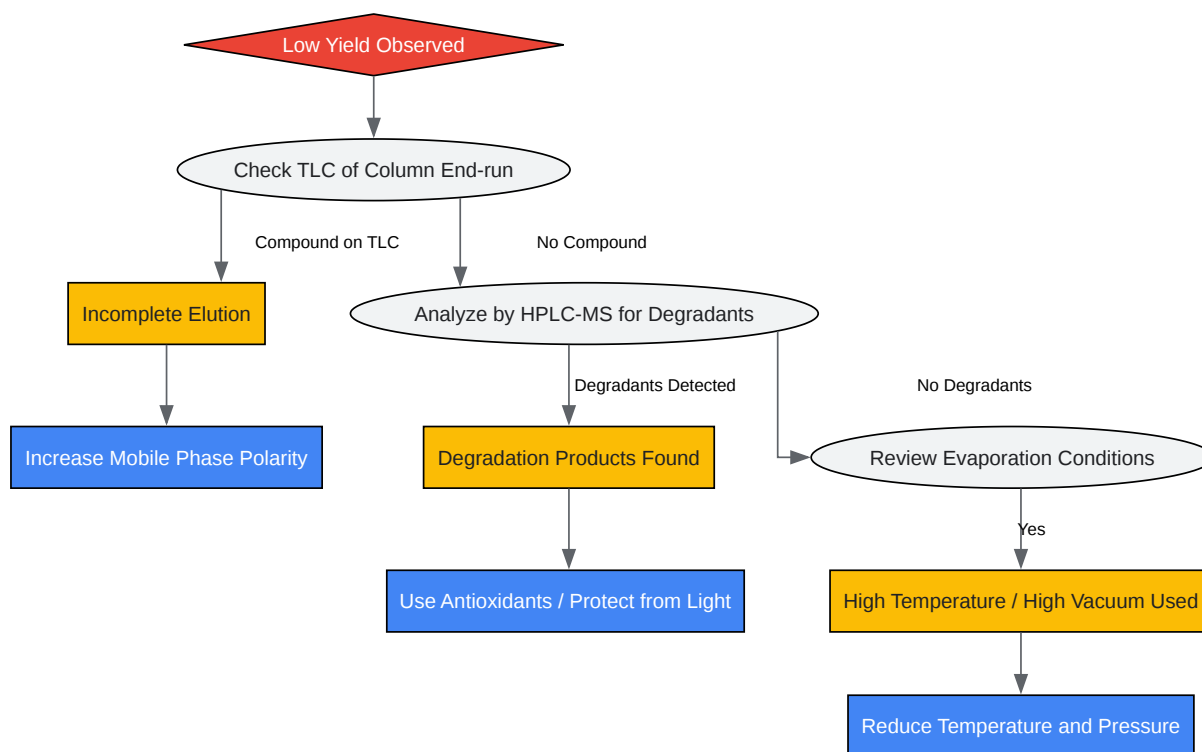 Low Yield Observed
Check TLC of Column End-run
Compound on TLC
No Compound
Incomplete Elution
Analyze by HPLC-MS for Degradants
Degradants Detected
No Degradants
Increase Mobile Phase Polarity
Degradation Products Found
Review Evaporation Conditions
Yes
Use Antioxidants / Protect from Light
High Temperature / High Vacuum Used
Reduce Temperature and Pressure